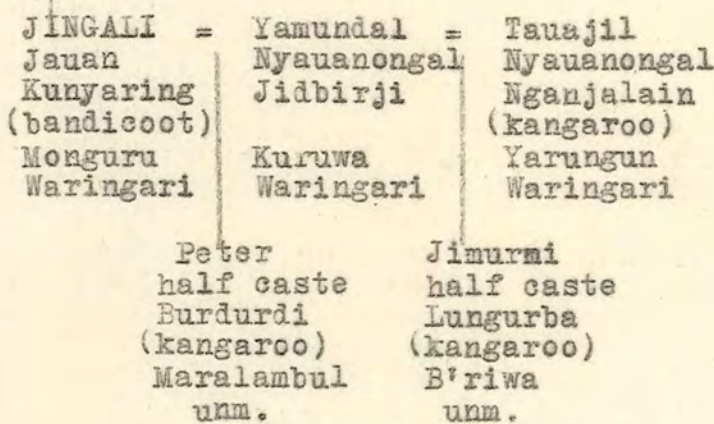 JINGALI = Yamundal = Tauajil
Jauan Nyauanongal Nyauanongal
Kunyaring Jidbirji Nganjalain
(bandicoot) (kangaroo)
Monguru Kuruwa Yarungun
Waringari Waringari Waringari
Peter Jimurmi
half caste half caste
Burdurdi Lungurba
(kangaroo) (kangaroo)
Maralambul B'riwa
unm. unm.